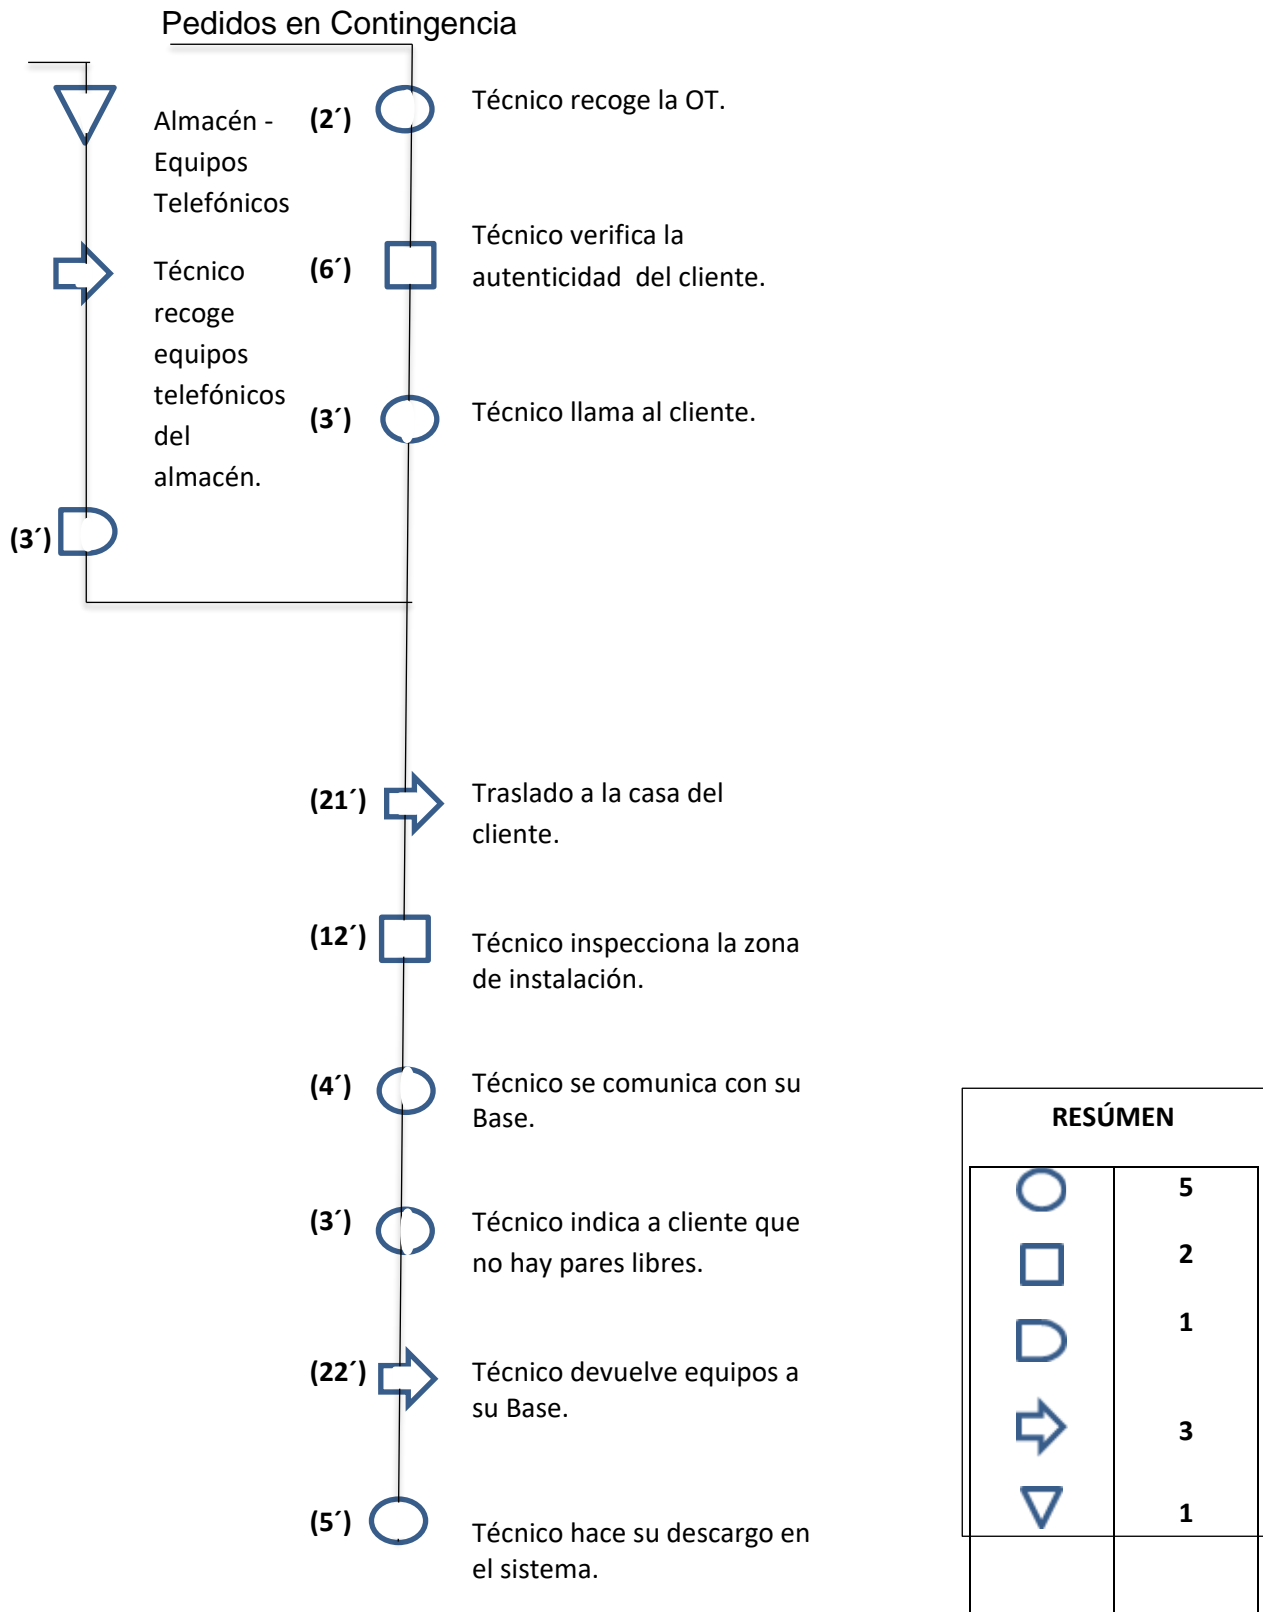 Pedidos en Contingencia
Almacén -
Equipos
Telefónicos
Técnico
recoge
equipos
telefónicos
del
almacén.
(3´)
(2´)
Técnico recoge la OT.
(6´)
Técnico verifica la
autenticidad  del cliente.
(3´)
Técnico llama al cliente.
(21´)
Traslado a la casa del
cliente.
(12´)
Técnico inspecciona la zona
de instalación.
(4´)
Técnico se comunica con su
Base.
(3´)
Técnico indica a cliente que
no hay pares libres.
(22´)
Técnico devuelve equipos a
su Base.
(5´)
Técnico hace su descargo en
el sistema.
RESÚMEN
5
2
1
3
1